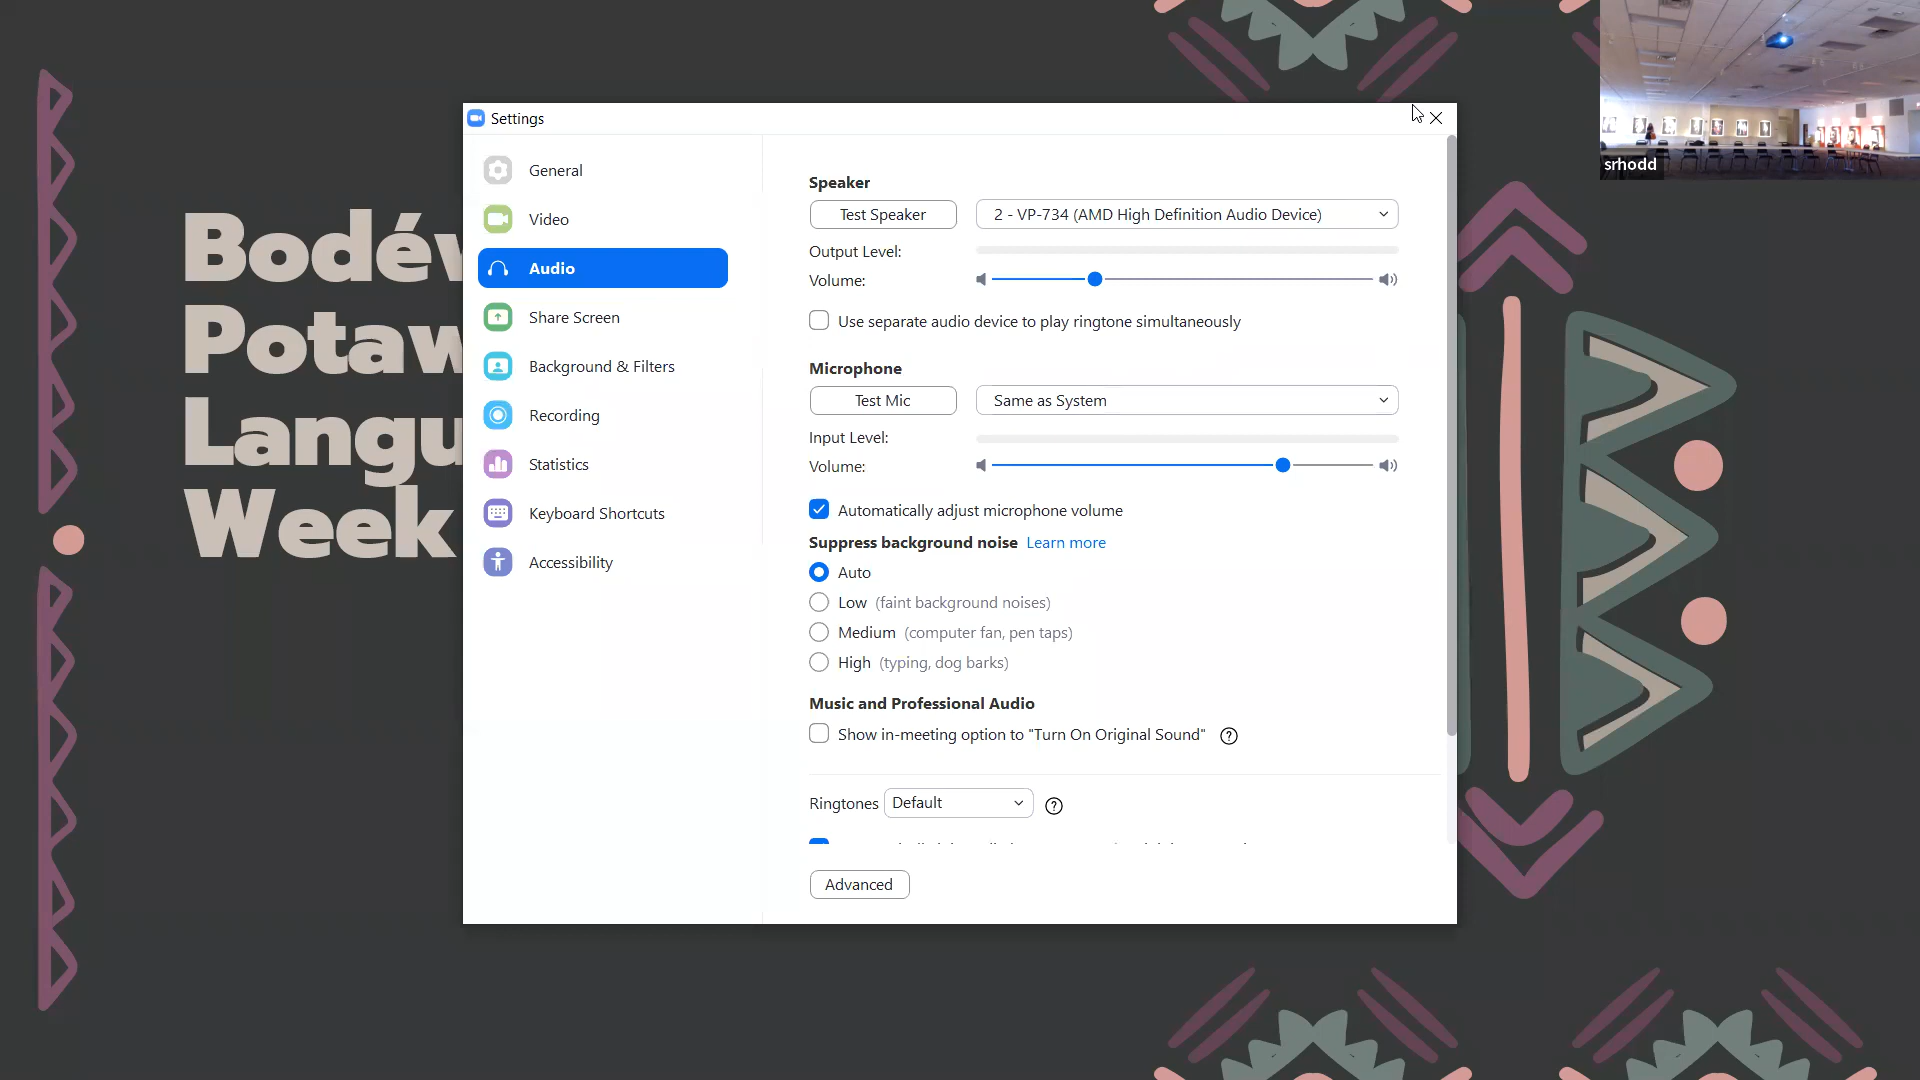 Bodéw
Potaw
Langu
Week
Settings
General
Video
Audio
Share Screen
Background & Filters
Recording
Statistics
Keyboard Shortcuts
Accessibility
Speaker
Test Speaker
2 - VP-734 (AMD High Definition Audio Device)
Output Level:
Volume:
Use separate audio device to play ringtone simultaneously
Microphone
Test Mic
Same as System
Input Level:
Volume:
Automatically adjust microphone volume
Suppress background noise Learn more
Auto
Low (faint background noises)
Medium (computer fan, pen taps)
High (typing, dog barks)
Music and Professional Audio
Show in-meeting option to "Turn On Original Sound" ?
Ringtones Default ?
Advanced
srhodd